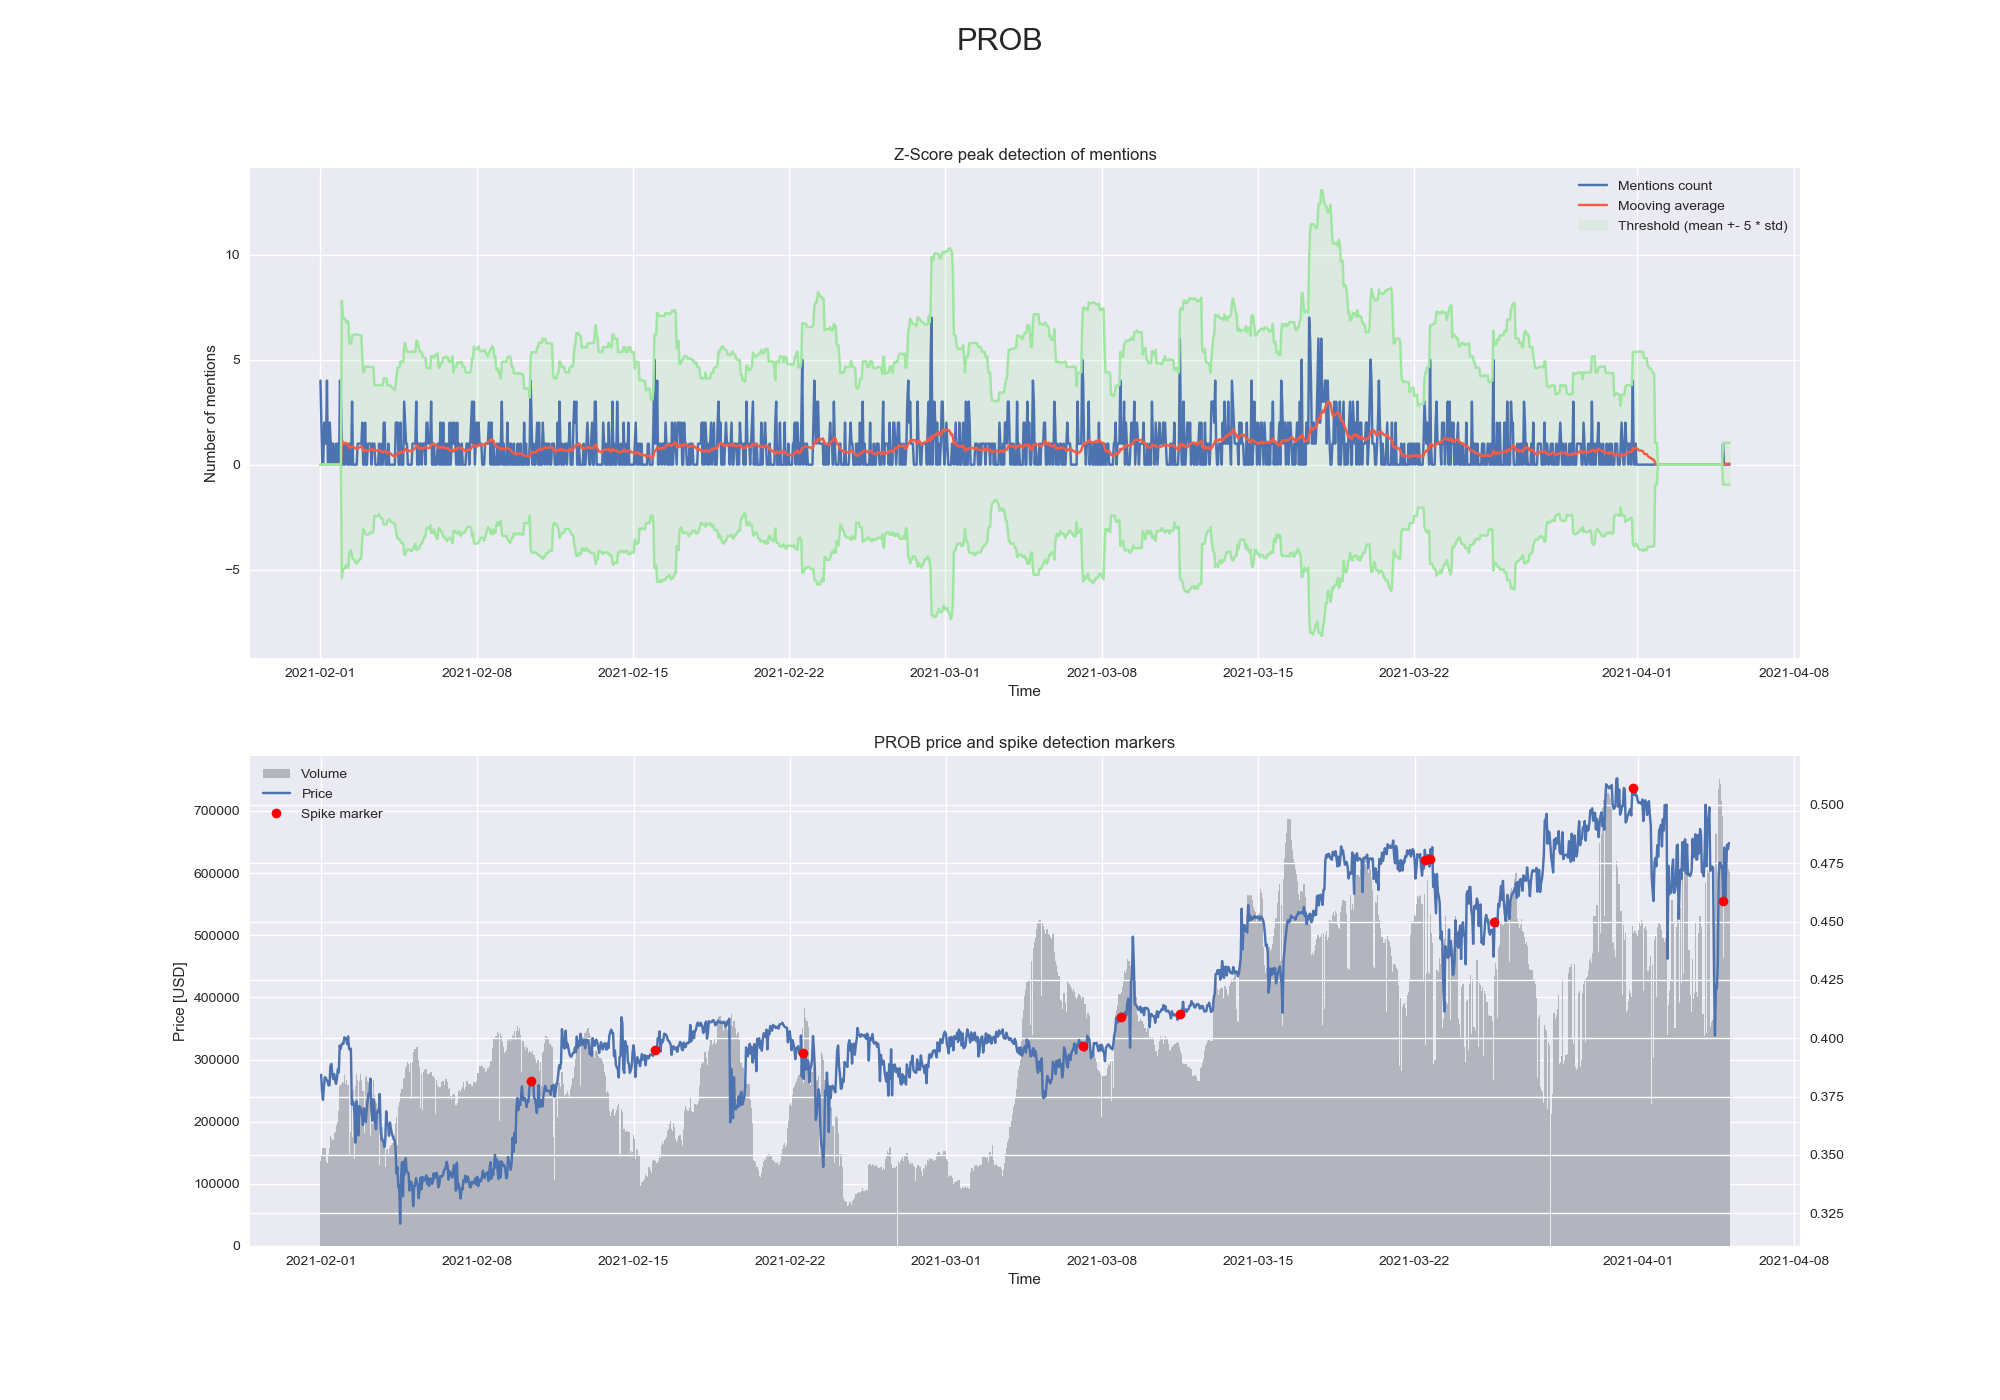 PROB
Z-Score peak detection of mentions
Mentions count
Mooving average
Threshold (mean +- 5 * std)
10
5
0
−5
Number of mentions
2021-02-01 2021-02-08 2021-02-15 2021-02-22 2021-03-01 2021-03-08 2021-03-15 2021-03-22 2021-04-01 2021-04-08
Time
PROB price and spike detection markers
Volume
Price
Spike marker
700000
600000
500000
400000
300000
200000
100000
0
Price [USD]
0.500
0.475
0.450
0.425
0.400
0.375
0.350
0.325
2021-02-01 2021-02-08 2021-02-15 2021-02-22 2021-03-01 2021-03-08 2021-03-15 2021-03-22 2021-04-01 2021-04-08
Time